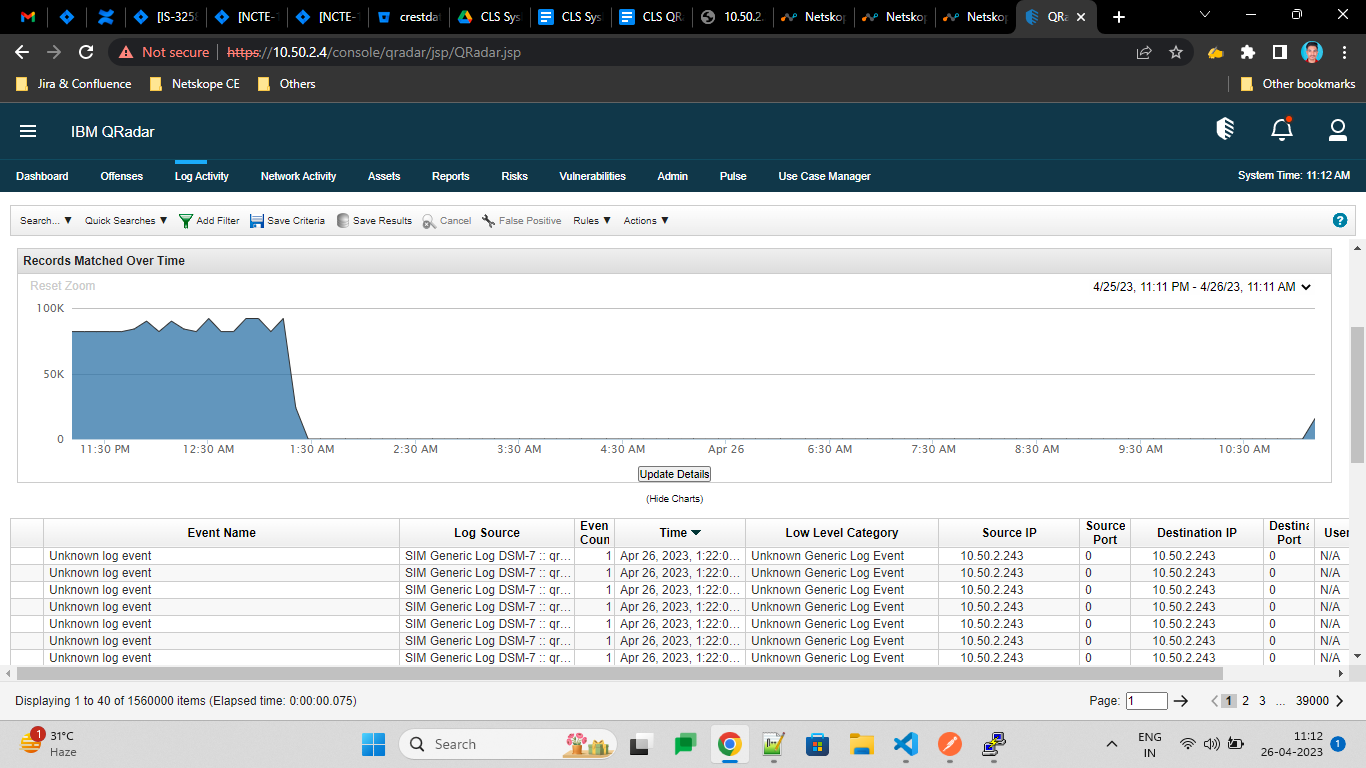 [IS-3258
[NCTE-
[NCTE-
crestdat
CLS Sys
CLS Sys
CLS QR
10.50.2.
Netskop
Netskop
Netskop
QRa
Not secure
https://10.50.2.4/console/qradar/jsp/QRadar.jsp
Jira & Confluence
Netskope CE
Others
Other bookmarks
IBM QRadar
Dashboard Offenses Log Activity Network Activity Assets Reports Risks Vulnerabilities Admin Pulse Use Case Manager System Time: 11:12 AM
Search... ▼ Quick Searches ▼ Add Filter Save Criteria Save Results Cancel False Positive Rules ▼ Actions ▼
Records Matched Over Time
Reset Zoom
4/25/23, 11:11 PM - 4/26/23, 11:11 AM
100K
50K
0
11:30 PM 12:30 AM 1:30 AM 2:30 AM 3:30 AM 4:30 AM Apr 26 6:30 AM 7:30 AM 8:30 AM 9:30 AM 10:30 AM
Update Details
(Hide Charts)
Event Name Log Source Even Coun Time Low Level Category Source IP Source Port Destination IP Destina Port User
Unknown log event SIM Generic Log DSM-7 :: qr... 1 Apr 26, 2023, 1:22:0... Unknown Generic Log Event 10.50.2.243 0 10.50.2.243 0 N/A
Unknown log event SIM Generic Log DSM-7 :: qr... 1 Apr 26, 2023, 1:22:0... Unknown Generic Log Event 10.50.2.243 0 10.50.2.243 0 N/A
Unknown log event SIM Generic Log DSM-7 :: qr... 1 Apr 26, 2023, 1:22:0... Unknown Generic Log Event 10.50.2.243 0 10.50.2.243 0 N/A
Unknown log event SIM Generic Log DSM-7 :: qr... 1 Apr 26, 2023, 1:22:0... Unknown Generic Log Event 10.50.2.243 0 10.50.2.243 0 N/A
Unknown log event SIM Generic Log DSM-7 :: qr... 1 Apr 26, 2023, 1:22:0... Unknown Generic Log Event 10.50.2.243 0 10.50.2.243 0 N/A
Unknown log event SIM Generic Log DSM-7 :: qr... 1 Apr 26, 2023, 1:22:0... Unknown Generic Log Event 10.50.2.243 0 10.50.2.243 0 N/A
Unknown log event SIM Generic Log DSM-7 :: qr... 1 Apr 26, 2023, 1:22:0... Unknown Generic Log Event 10.50.2.243 0 10.50.2.243 0 N/A
Displaying 1 to 40 of 1560000 items (Elapsed time: 0:00:00.075)
Page: 1
1 2 3 ... 39000
1
31°C
Haze
Search
ENG
IN
11:12
26-04-2023
1